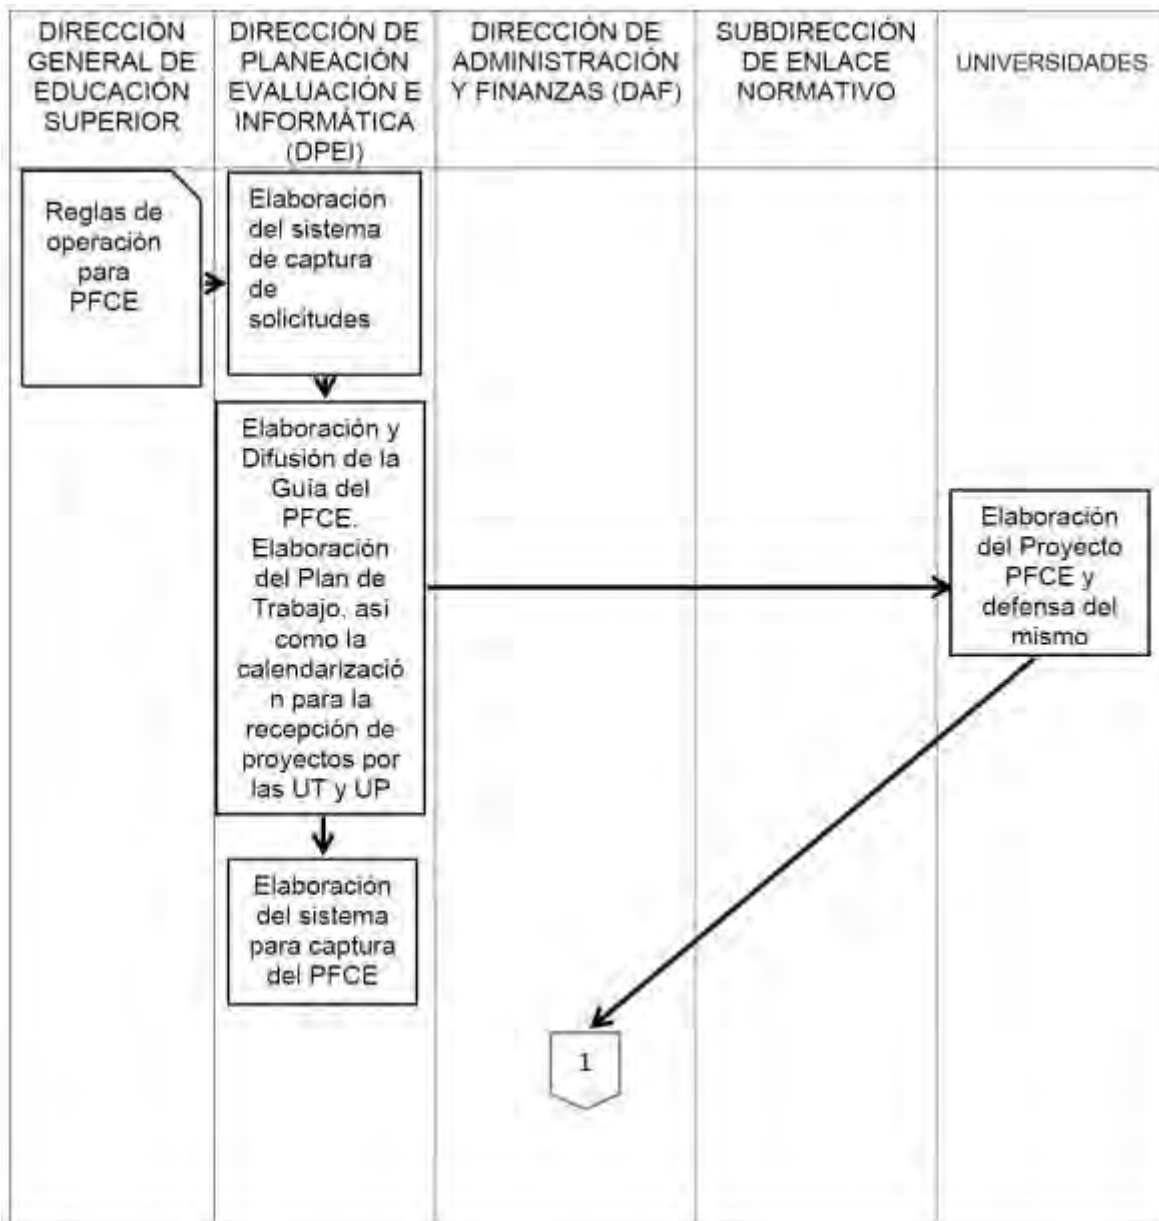 DIRECCIÓN
GENERAL DE
EDUCACIÓN
SUPERIOR
DIRECCIÓN DE
PLANEACIÓN
EVALUACIÓN E
INFORMÁTICA
(DPEI)
DIRECCIÓN DE
ADMINISTRACIÓN
Y FINANZAS (DAF)
SUBDIRECCIÓN
DE ENLACE
NORMATIVO
UNIVERSIDADES
Reglas de
operación
para
PFCE
Elaboración
del sistema
de captura
de
solicitudes
Elaboración y
Difusión de la
Guía del
PFCE.
Elaboración
del Plan de
Trabajo, así
como la
calendarizació
n para la
recepción de
proyectos por
las UT y UP
Elaboración
del Proyecto
PFCE y
defensa del
mismo
Elaboración
del sistema
para captura
del PFCE
1